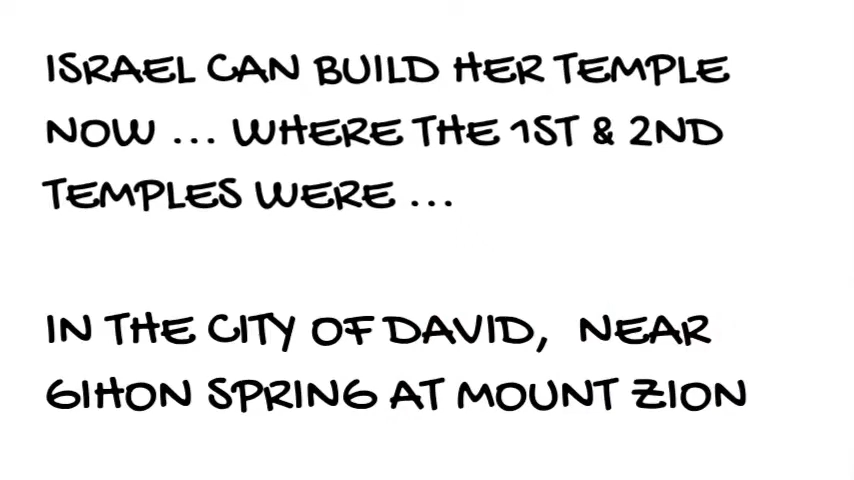 ISRAEL CAN BUILD HER TEMPLE
NOW ... WHERE THE 1ST & 2ND
TEMPLES WERE ...
IN THE CITY OF DAVID, NEAR
GIHON SPRING AT MOUNT ZION